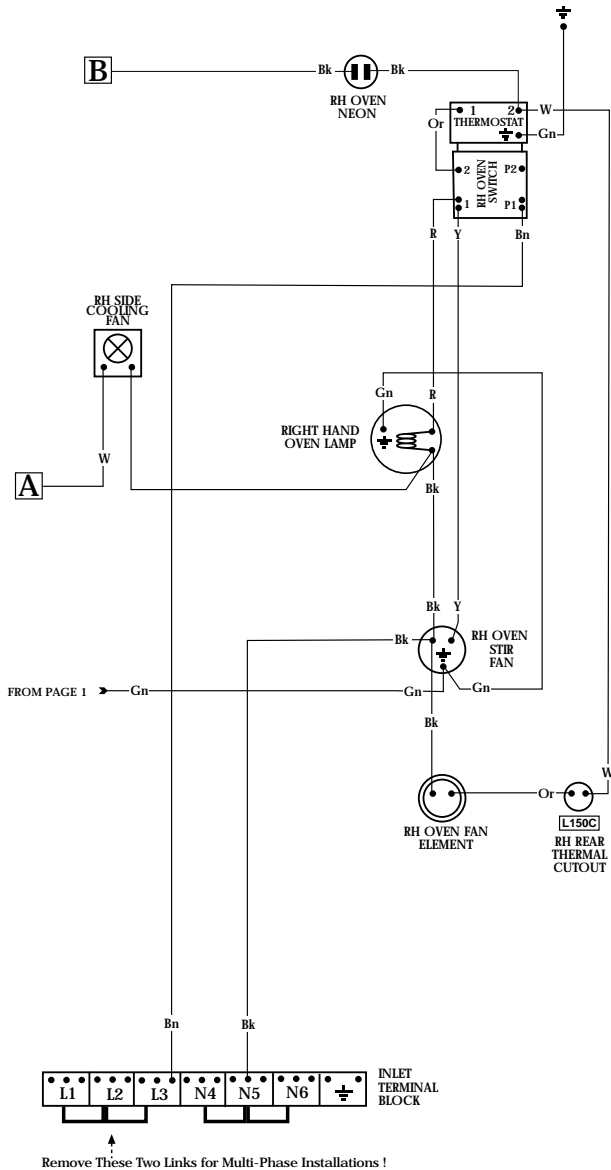 B
Bk
Bk
RH OVEN
NEON
1
2
W
THERMOSTAT
Or
Gn
2
P2
RH OVEN
SWITCH
1
P1
R
Y
Bn
RH SIDE
COOLING
FAN
Gn
R
RIGHT HAND
OVEN LAMP
W
A
Bk
Bk
Y
Bk
RH OVEN
STIR
FAN
FROM PAGE 1
Gn
Gn
Gn
Bk
W
Or
L150C
RH OVEN FAN
ELEMENT
RH REAR
THERMAL
CUTOUT
Bn
Bk
L1
L2
L3
N4
N5
N6
INLET
TERMINAL
BLOCK
Remove These Two Links for Multi-Phase Installations !